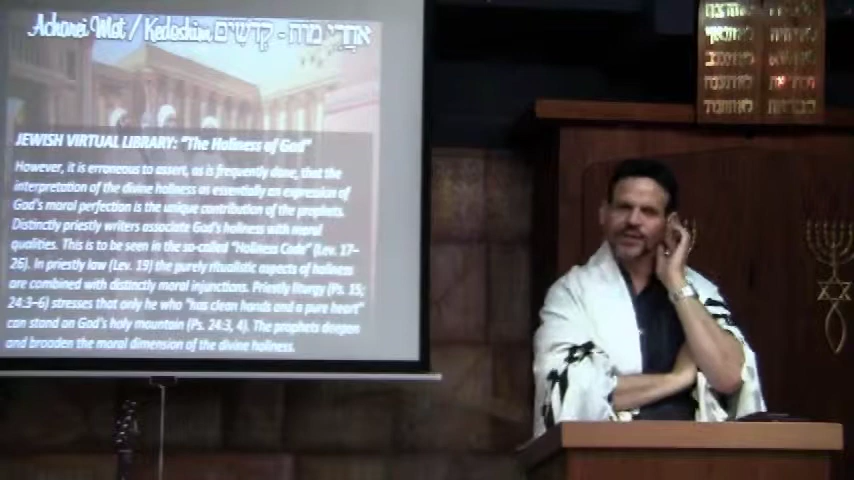 Acharei Mot / Kedoshim אַחֲרֵי מוֹת - קְדֹשִׁים
JEWISH VIRTUAL LIBRARY: "The Holiness of God"
However, it is erroneous to assert, as is frequently done, that the
interpretation of the divine holiness as essentially an expression of
God's moral perfection is the unique contribution of the prophets.
Distinctly priestly writers associate God's holiness with moral
qualities. This is to be seen in the so-called "Holiness Code" (Lev. 17–
26). In priestly law (Lev. 19) the purely ritualistic aspects of holiness
are combined with distinctly moral injunctions. Priestly liturgy (Ps. 15;
24:3–6) stresses that only he who "has clean hands and a pure heart"
can stand on God's holy mountain (Ps. 24:3, 4). The prophets deepen
and broaden the moral dimension of the divine holiness.